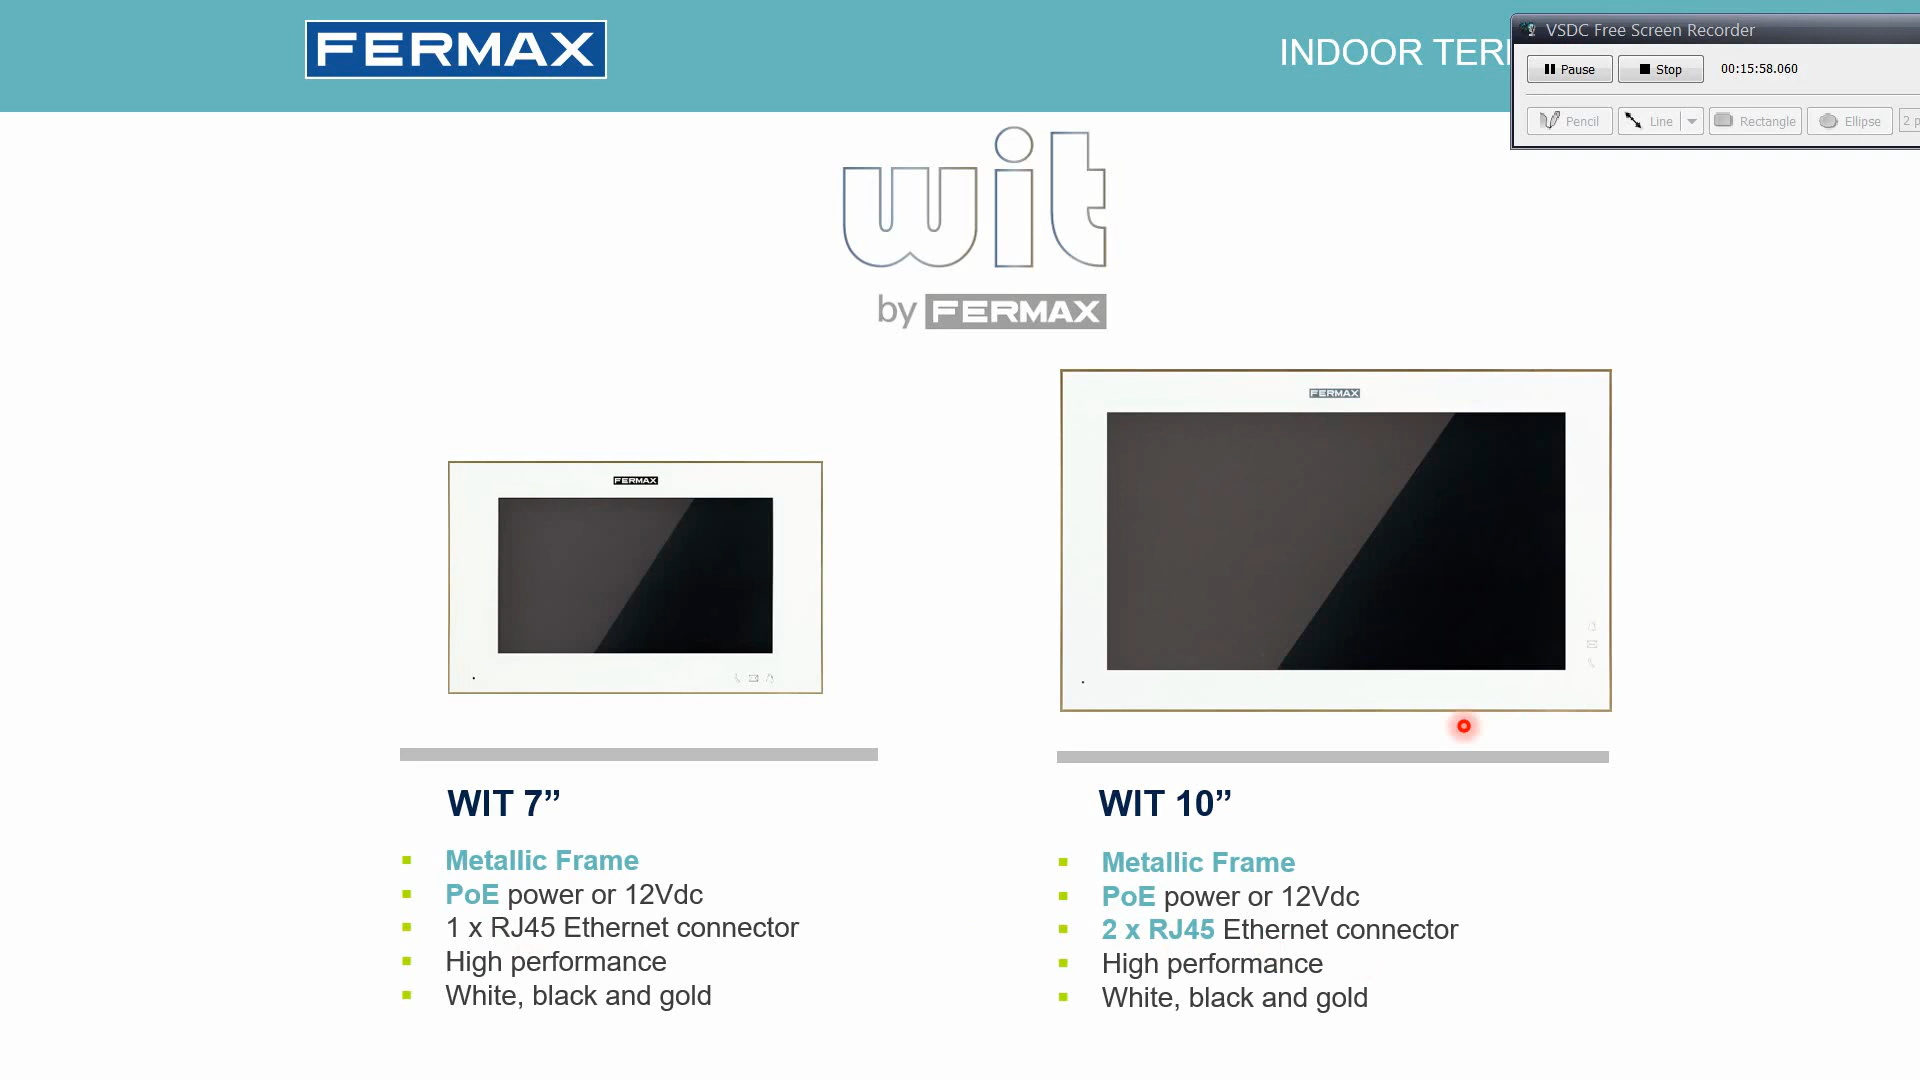 FERMAX
INDOOR TER
VSDC Free Screen Recorder
Pause
Stop
00:15:58.060
Pencil
Line
Rectangle
Ellipse
2 p
wit
by FERMAX
FERMAX
FERMAX
WIT 7”
Metallic Frame
PoE power or 12Vdc
1 x RJ45 Ethernet connector
High performance
White, black and gold
WIT 10”
Metallic Frame
PoE power or 12Vdc
2 x RJ45 Ethernet connector
High performance
White, black and gold